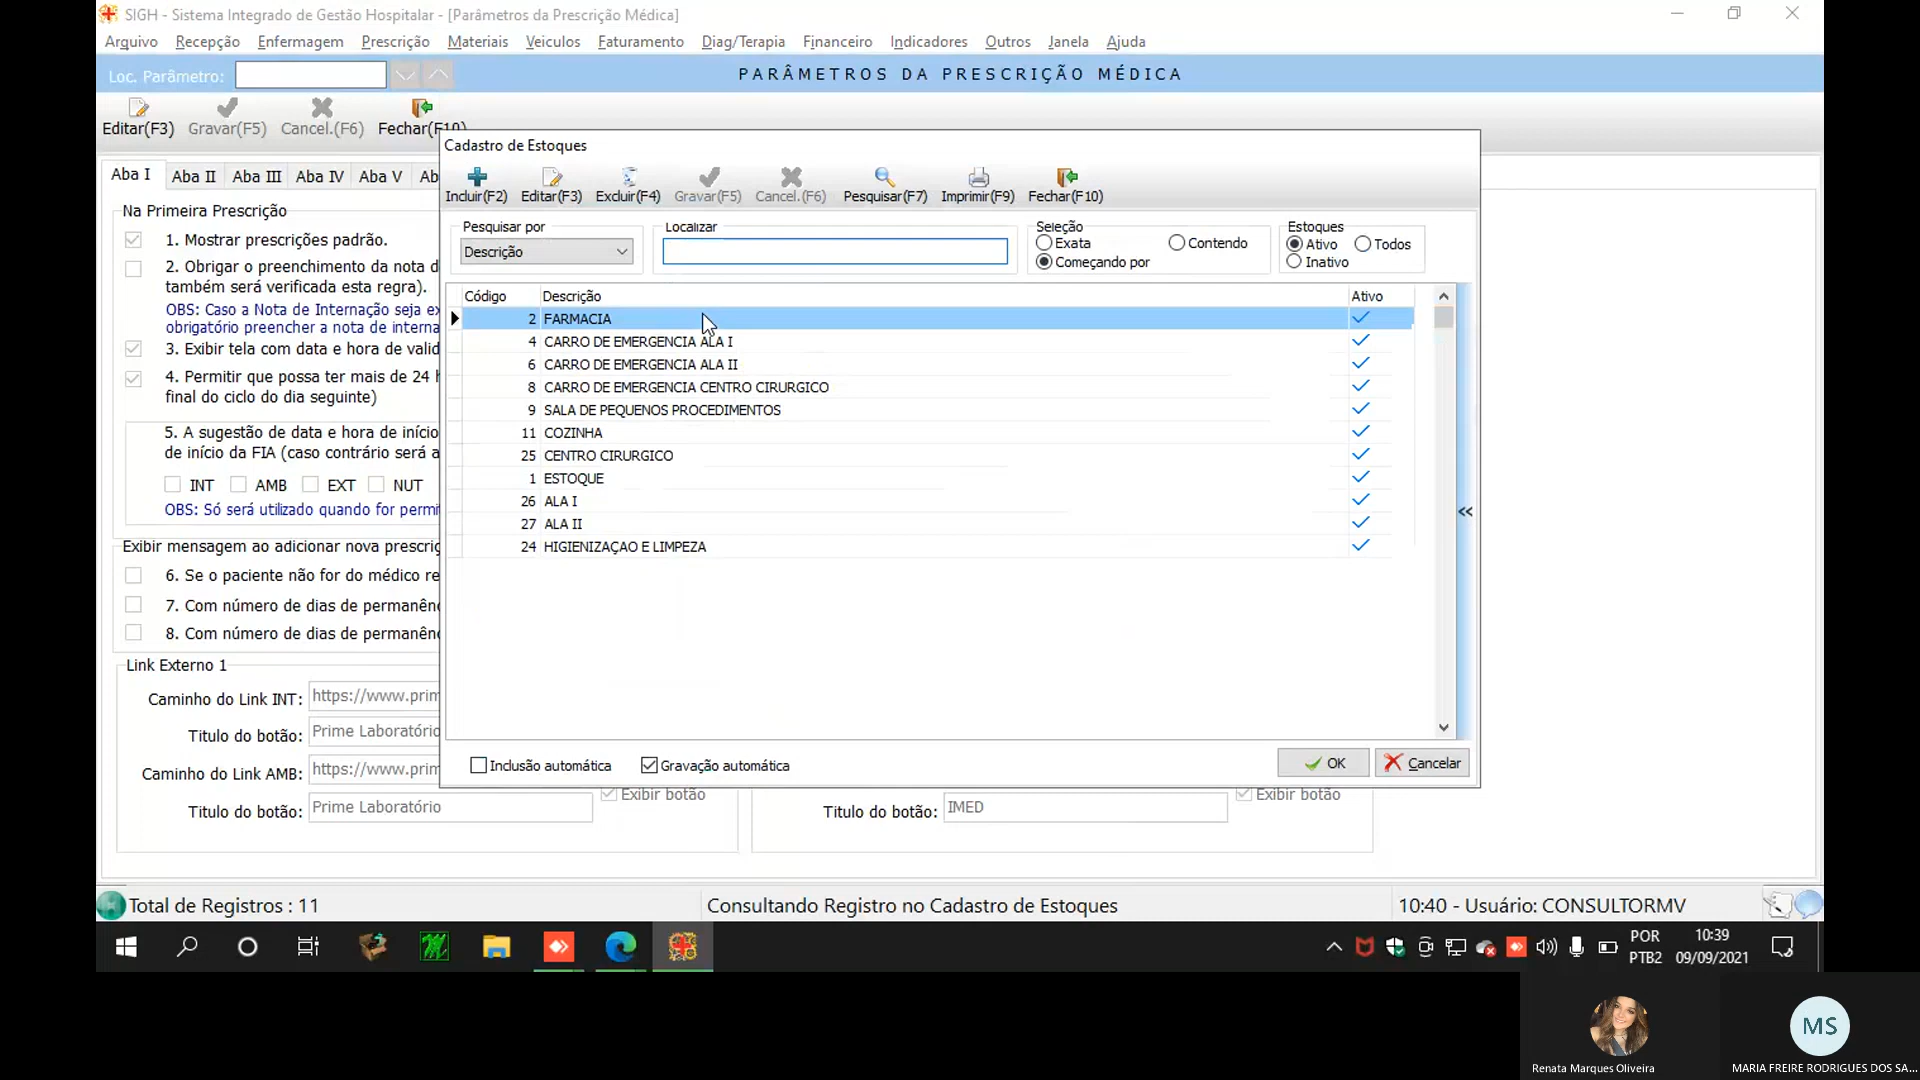 SIGH - Sistema Integrado de Gestão Hospitalar - [Parâmetros da Prescrição Médica]
Arquivo Recepção Enfermagem Prescrição Materiais Veiculos Faturamento Diag/Terapia Financeiro Indicadores Outros Janela Ajuda
Loc. Parâmetro:
PARÂMETROS DA PRESCRIÇÃO MÉDICA
Editar(F3) Gravar(F5) Cancel.(F6) Fechar(F10)
Aba I Aba II Aba III Aba IV Aba V
Na Primeira Prescrição
1. Mostrar prescrições padrão.
2. Obrigar o preenchimento da nota d
também será verificada esta regra).
OBS: Caso a Nota de Internação seja ex
obrigatório preencher a nota de interna
3. Exibir tela com data e hora de valid
4. Permitir que possa ter mais de 24 h
final do ciclo do dia seguinte)
5. A sugestão de data e hora de início
de início da FIA (caso contrário será a
INT AMB EXT NUT
OBS: Só será utilizado quando for permit
Exibir mensagem ao adicionar nova prescriç
6. Se o paciente não for do médico re
7. Com número de dias de permanênc
8. Com número de dias de permanênc
Link Externo 1
Caminho do Link INT: https://www.prim
Titulo do botão: Prime Laboratório
Caminho do Link AMB: https://www.prim
Titulo do botão: Prime Laboratório
Exibir botão
Titulo do botão: IMED
Exibir botão
Cadastro de Estoques
Incluir(F2) Editar(F3) Excluir(F4) Gravar(F5) Cancel.(F6) Pesquisar(F7) Imprimir(F9) Fechar(F10)
Pesquisar por
Descrição
Localizar
Seleção
Exata Contendo
Começando por
Estoques
Ativo Todos
Inativo
Código Descrição Ativo
2 FARMACIA
4 CARRO DE EMERGENCIA ALA I
6 CARRO DE EMERGENCIA ALA II
8 CARRO DE EMERGENCIA CENTRO CIRURGICO
9 SALA DE PEQUENOS PROCEDIMENTOS
11 COZINHA
25 CENTRO CIRURGICO
1 ESTOQUE
26 ALA I
27 ALA II
24 HIGIENIZAÇAO E LIMPEZA
Inclusão automática Gravação automática
OK Cancelar
Total de Registros : 11
Consultando Registro no Cadastro de Estoques
10:40 - Usuário: CONSULTORMV
POR
PTB2
10:39
09/09/2021
MS
Renata Marques Oliveira
MARIA FREIRE RODRIGUES DOS SA...